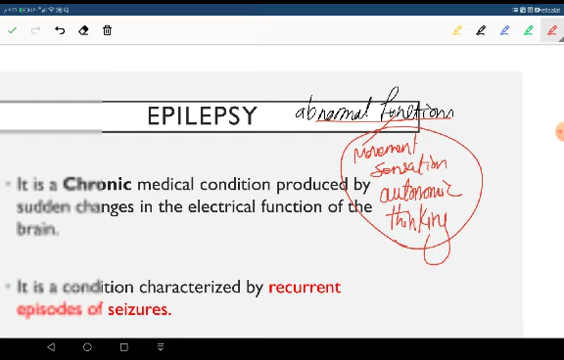 etisalat
EPILEPSY
abnormal functions
Movement
sensation
autonomic
thinking
• It is a Chronic medical condition produced by
sudden changes in the electrical function of the
brain.
• It is a condition characterized by recurrent
episodes of seizures.